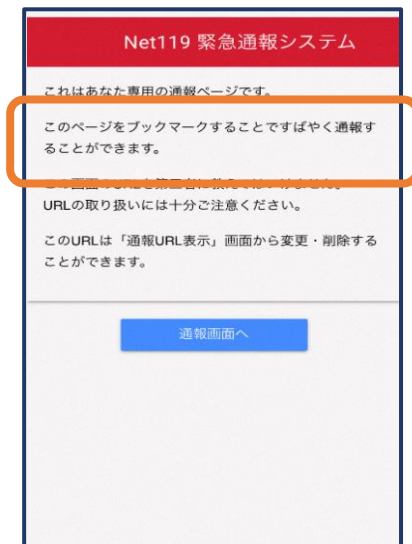 Net119 緊急通報システム
これはあなた専用の通報ページです。
このページをブックマークすることですばやく通報す
ることができます。
URLの取り扱いには十分ご注意ください。
このURLは「通報URL表示」画面から変更・削除する
ことができます。
通報画面へ